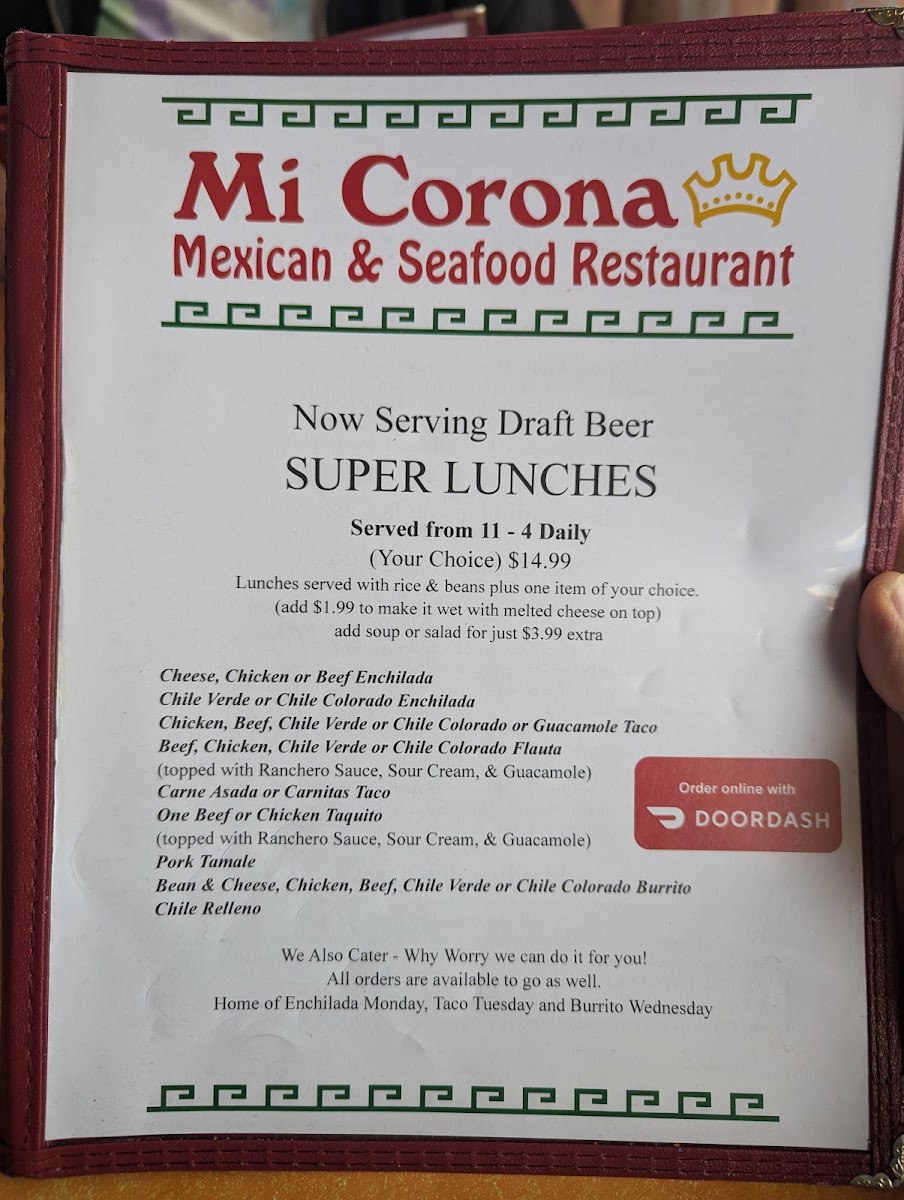 Mi Corona
Mexican & Seafood Restaurant
Now Serving Draft Beer
SUPER LUNCHES
Served from 11 - 4 Daily
(Your Choice) $14.99
Lunches served with rice & beans plus one item of your choice.
(add $1.99 to make it wet with melted cheese on top)
add soup or salad for just $3.99 extra
Cheese, Chicken or Beef Enchilada
Chile Verde or Chile Colorado Enchilada
Chicken, Beef, Chile Verde or Chile Colorado or Guacamole Taco
Beef, Chicken, Chile Verde or Chile Colorado Flauta
(topped with Ranchero Sauce, Sour Cream, & Guacamole)
Carne Asada or Carnitas Taco
One Beef or Chicken Taquito
(topped with Ranchero Sauce, Sour Cream, & Guacamole)
Pork Tamale
Bean & Cheese, Chicken, Beef, Chile Verde or Chile Colorado Burrito
Chile Relleno
Order online with
DOORDASH
We Also Cater - Why Worry we can do it for you!
All orders are available to go as well.
Home of Enchilada Monday, Taco Tuesday and Burrito Wednesday